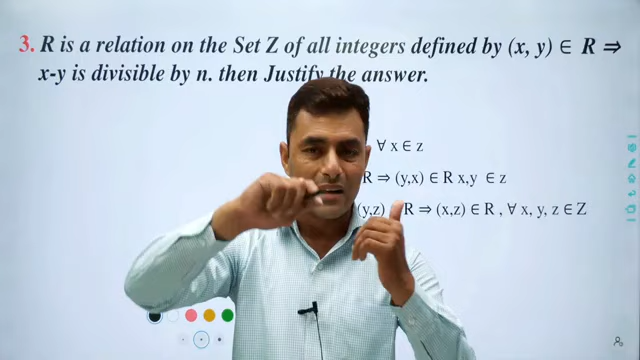 3. R is a relation on the Set Z of all integers defined by (x, y) ∈ R ⇒
x-y is divisible by n. then Justify the answer.
∀ x ∈ z
R ⇒ (y,x) ∈ R x,y ∈ z
(y,z) R ⇒ (x,z) ∈ R , ∀ x, y, z ∈ Z